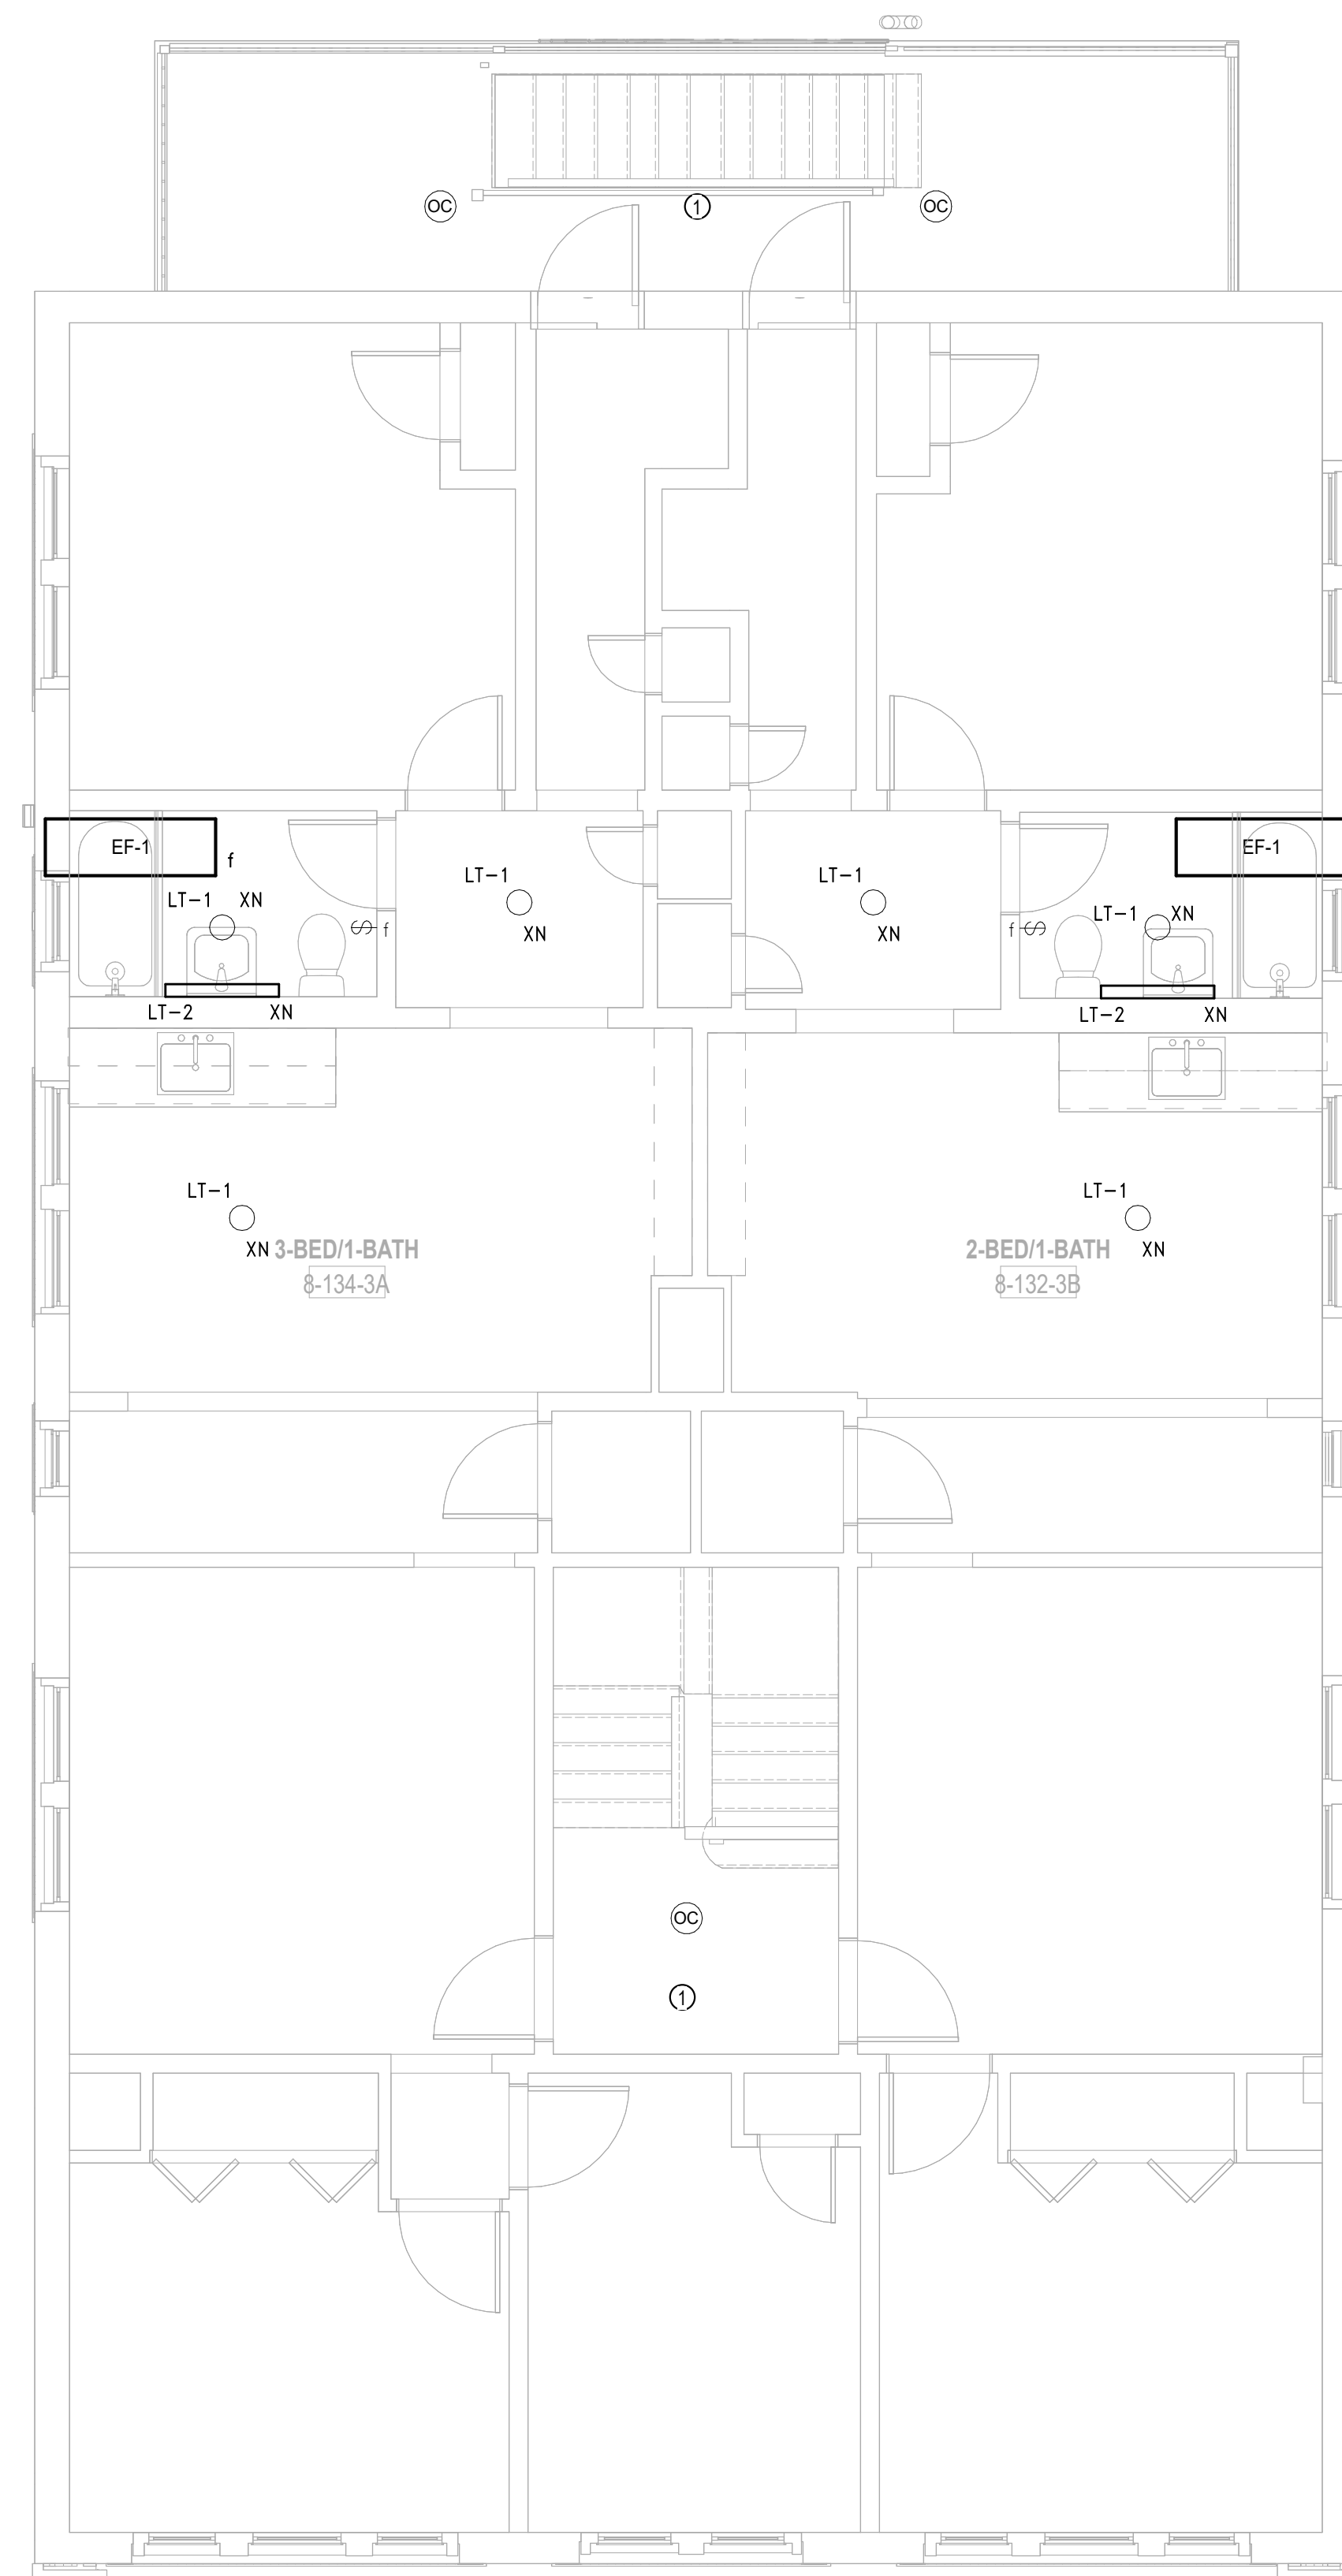 OC 1 OC
EF-1 EF-1
f
LT-1 XN LT-1 LT-1 LT-1 XN
$ f f $
XN XN
LT-2 XN LT-2 XN
LT-1 LT-1
XN 3-BED/1-BATH 2-BED/1-BATH XN
8-134-3A 8-132-3B
OC
1